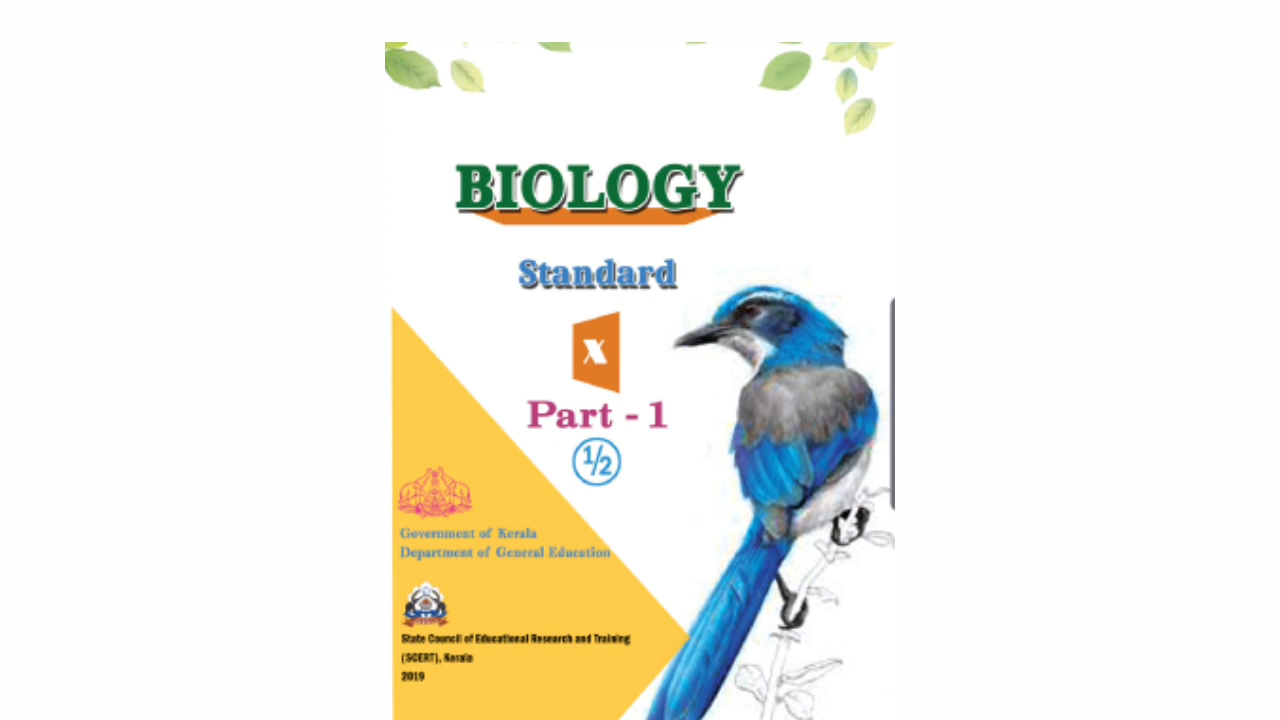 BIOLOGY
Standard
X
Part - 1
½
Government of Kerala
Department of General Education
State Council of Educational Research and Training
(SCERT), Kerala
2019